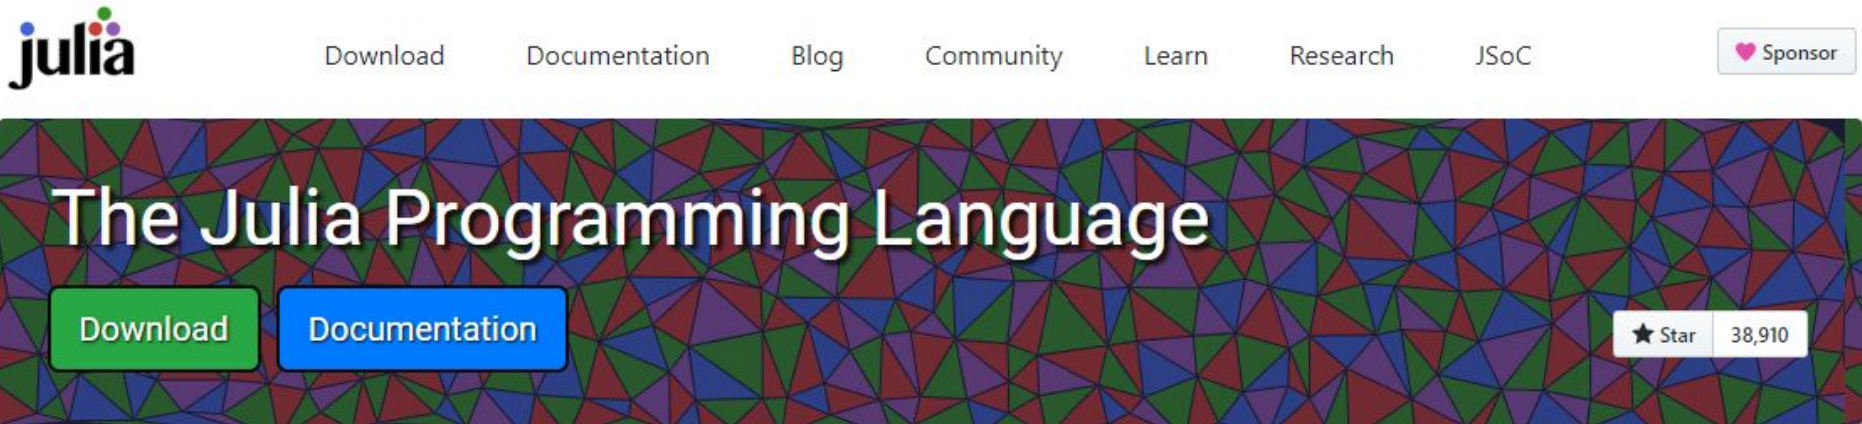 julia
Download Documentation Blog Community Learn Research JSoC Sponsor
The Julia Programming Language
Download Documentation
Star 38,910